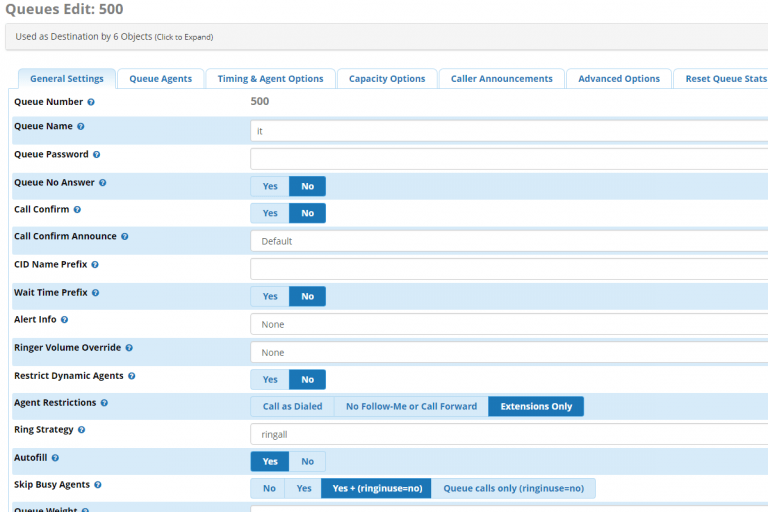 Queues Edit: 500
Used as Destination by 6 Objects (Click to Expand)
General Settings Queue Agents Timing & Agent Options Capacity Options Caller Announcements Advanced Options Reset Queue Stats
Queue Number 500
Queue Name it
Queue Password
Queue No Answer Yes No
Call Confirm Yes No
Call Confirm Announce Default
CID Name Prefix
Wait Time Prefix Yes No
Alert Info None
Ringer Volume Override None
Restrict Dynamic Agents Yes No
Agent Restrictions Call as Dialed No Follow-Me or Call Forward Extensions Only
Ring Strategy ringall
Autofill Yes No
Skip Busy Agents No Yes Yes + (ringinuse=no) Queue calls only (ringinuse=no)
Queue Weight